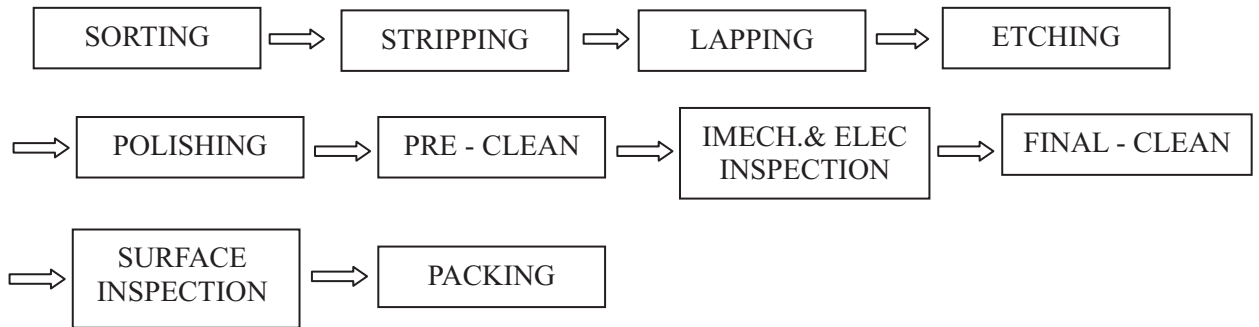 SORTING
STRIPPING
LAPPING
ETCHING
POLISHING
PRE - CLEAN
IMECH.& ELEC
INSPECTION
FINAL - CLEAN
SURFACE
INSPECTION
PACKING